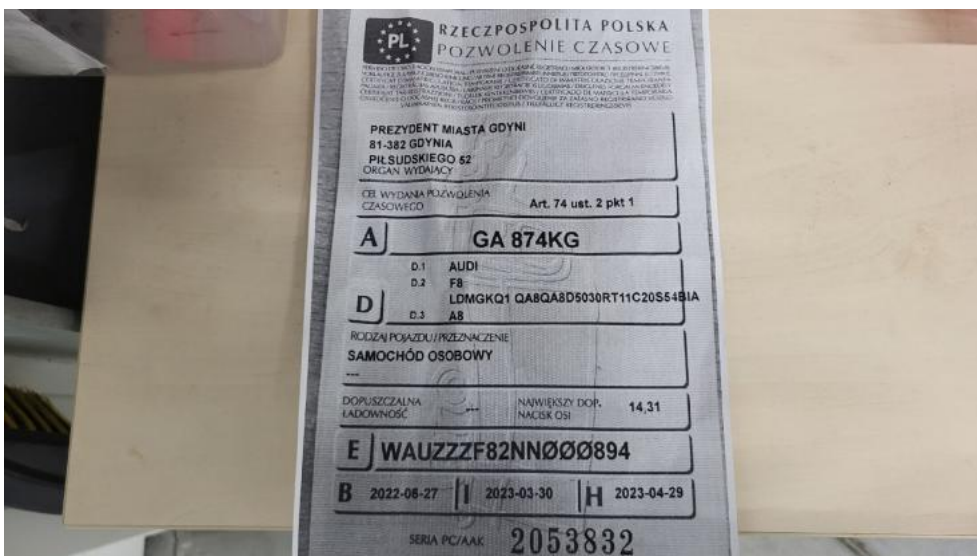 PL
RZECZPOSPOLITA POLSKA
POZWOLENIE CZASOWE
PREZYDENT MIASTA GDYNI
81-382 GDYNIA
PIŁSUDSKIEGO 52
ORGAN WYDAJĄCY
CEL WYDANIA POZWOLENIA
CZASOWEGO Art. 74 ust. 2 pkt 1
A GA 874KG
D.1 AUDI
D.2 F8
LDMGKQ1 QA8QA8D5030RT11C20S54BIA
D
D.3 A8
RODZAJ POJAZDU / PRZEZNACZENIE
SAMOCHÓD OSOBOWY
---
DOPUSZCZALNA ŁADOWNOŚĆ --- NAJWIĘKSZY DOP. NACISK OSI 14,31
E WAUZZZF82NNØØØ894
B 2022-06-27 I 2023-03-30 H 2023-04-29
SERIA PC/AAK 2053832